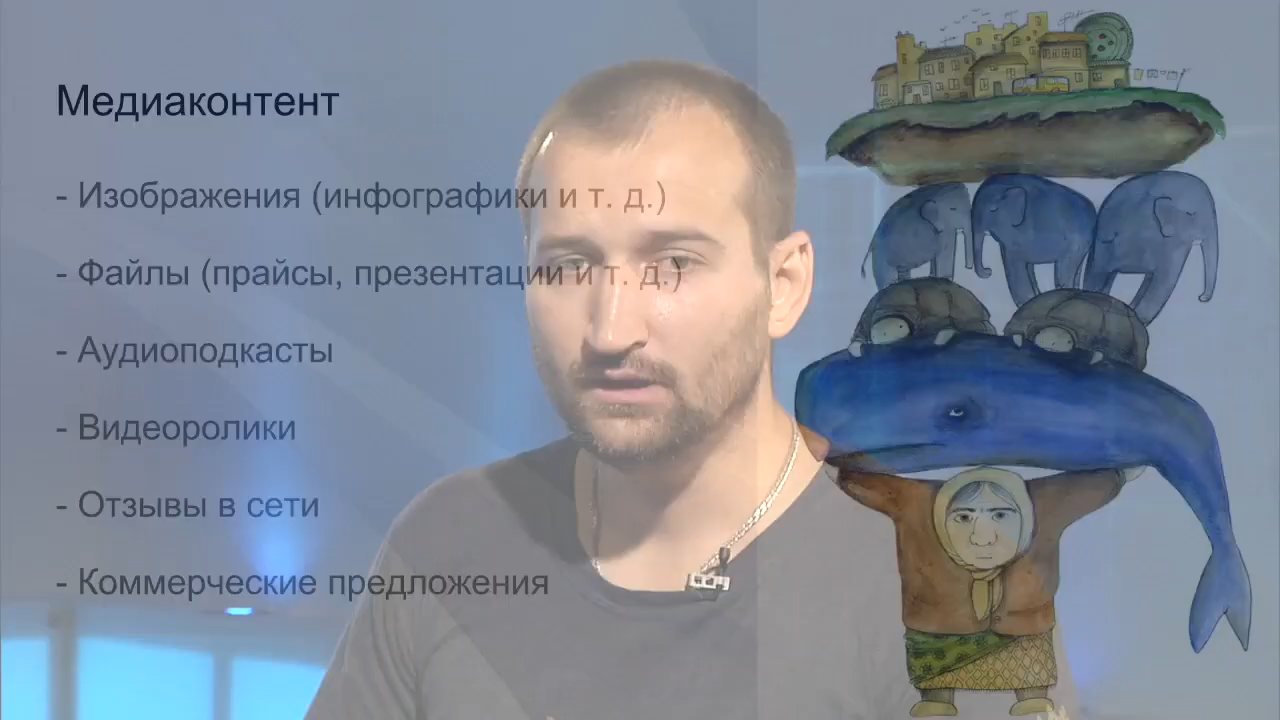 Медиаконтент
- Изображения (инфографики и т. д.)
- Файлы (прайсы, презентации и т. д.)
- Аудиоподкасты
- Видеоролики
- Отзывы в сети
- Коммерческие предложения